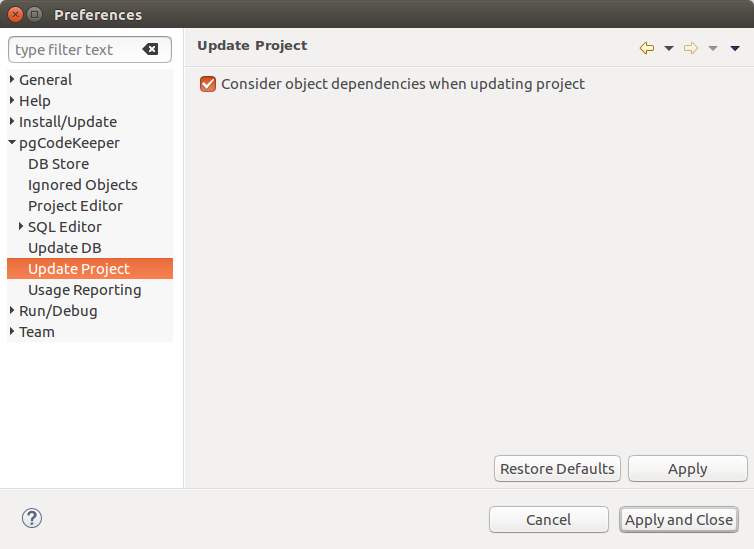 Preferences
type filter text
General
Help
Install/Update
pgCodeKeeper
DB Store
Ignored Objects
Project Editor
SQL Editor
Update DB
Update Project
Usage Reporting
Run/Debug
Team
Update Project
Consider object dependencies when updating project
Restore Defaults
Apply
?
Cancel
Apply and Close